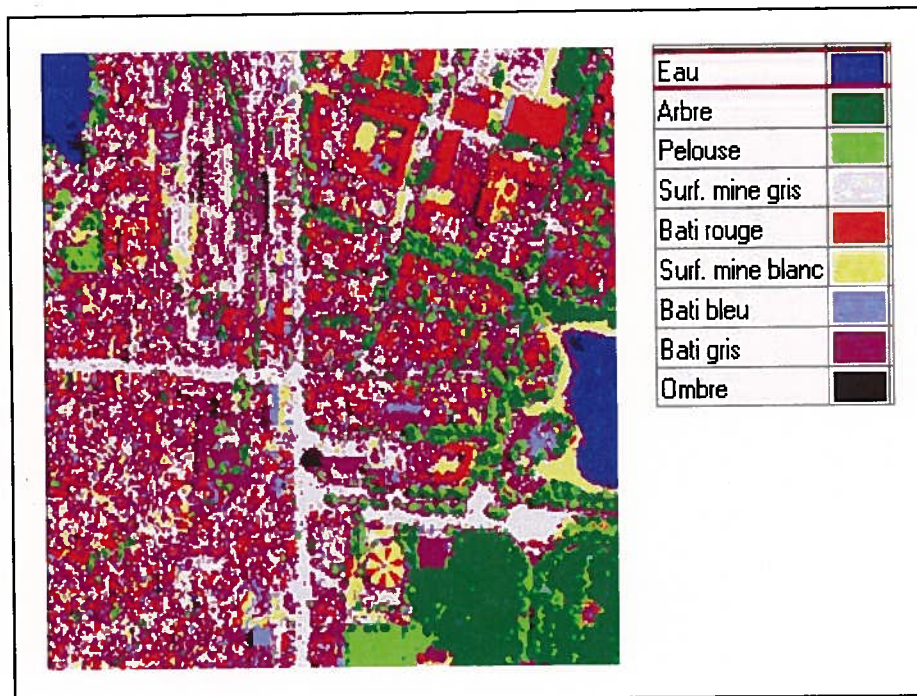 Eau
Arbre
Pelouse
Surf. mine gris
Bati rouge
Surf. mine blanc
Bati bleu
Bati gris
Ombre